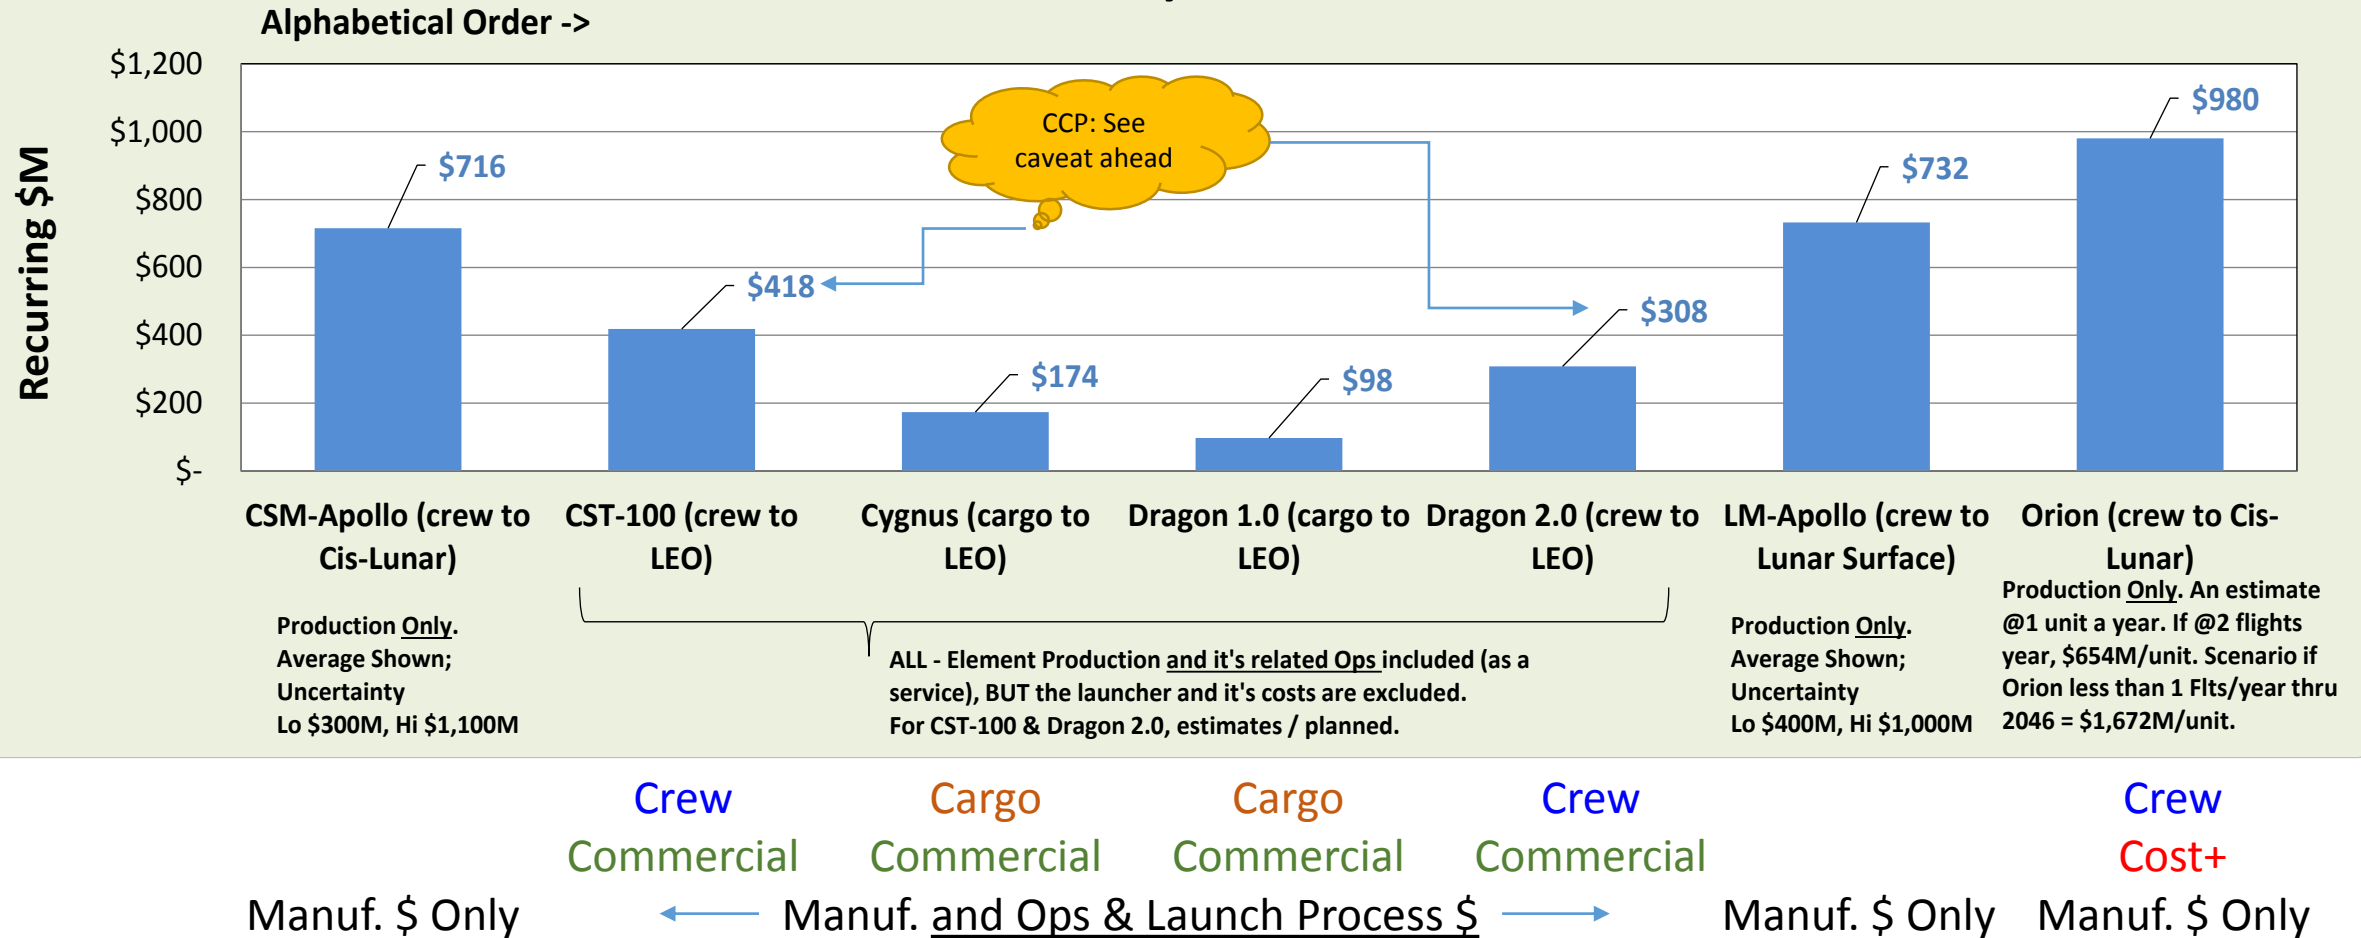 Alphabetical Order ->
$1,200
$1,000
$800
$600
$400
$200
$-
Recurring $M
$716
$418
$174
$98
$308
$732
$980
CCP: See
caveat ahead
CSM-Apollo (crew to
Cis-Lunar)
CST-100 (crew to
LEO)
Cygnus (cargo to
LEO)
Dragon 1.0 (cargo to
LEO)
Dragon 2.0 (crew to
LEO)
LM-Apollo (crew to
Lunar Surface)
Orion (crew to Cis-
Lunar)
Production Only.
Average Shown;
Uncertainty
Lo $300M, Hi $1,100M
ALL - Element Production and it's related Ops included (as a
service), BUT the launcher and it's costs are excluded.
For CST-100 & Dragon 2.0, estimates / planned.
Production Only.
Average Shown;
Uncertainty
Lo $400M, Hi $1,000M
Production Only. An estimate
@1 unit a year. If @2 flights
year, $654M/unit. Scenario if
Orion less than 1 Flts/year thru
2046 = $1,672M/unit.
Crew
Cargo
Cargo
Crew
Crew
Commercial
Commercial
Commercial
Commercial
Cost+
Manuf. $ Only
Manuf. and Ops & Launch Process $
Manuf. $ Only
Manuf. $ Only